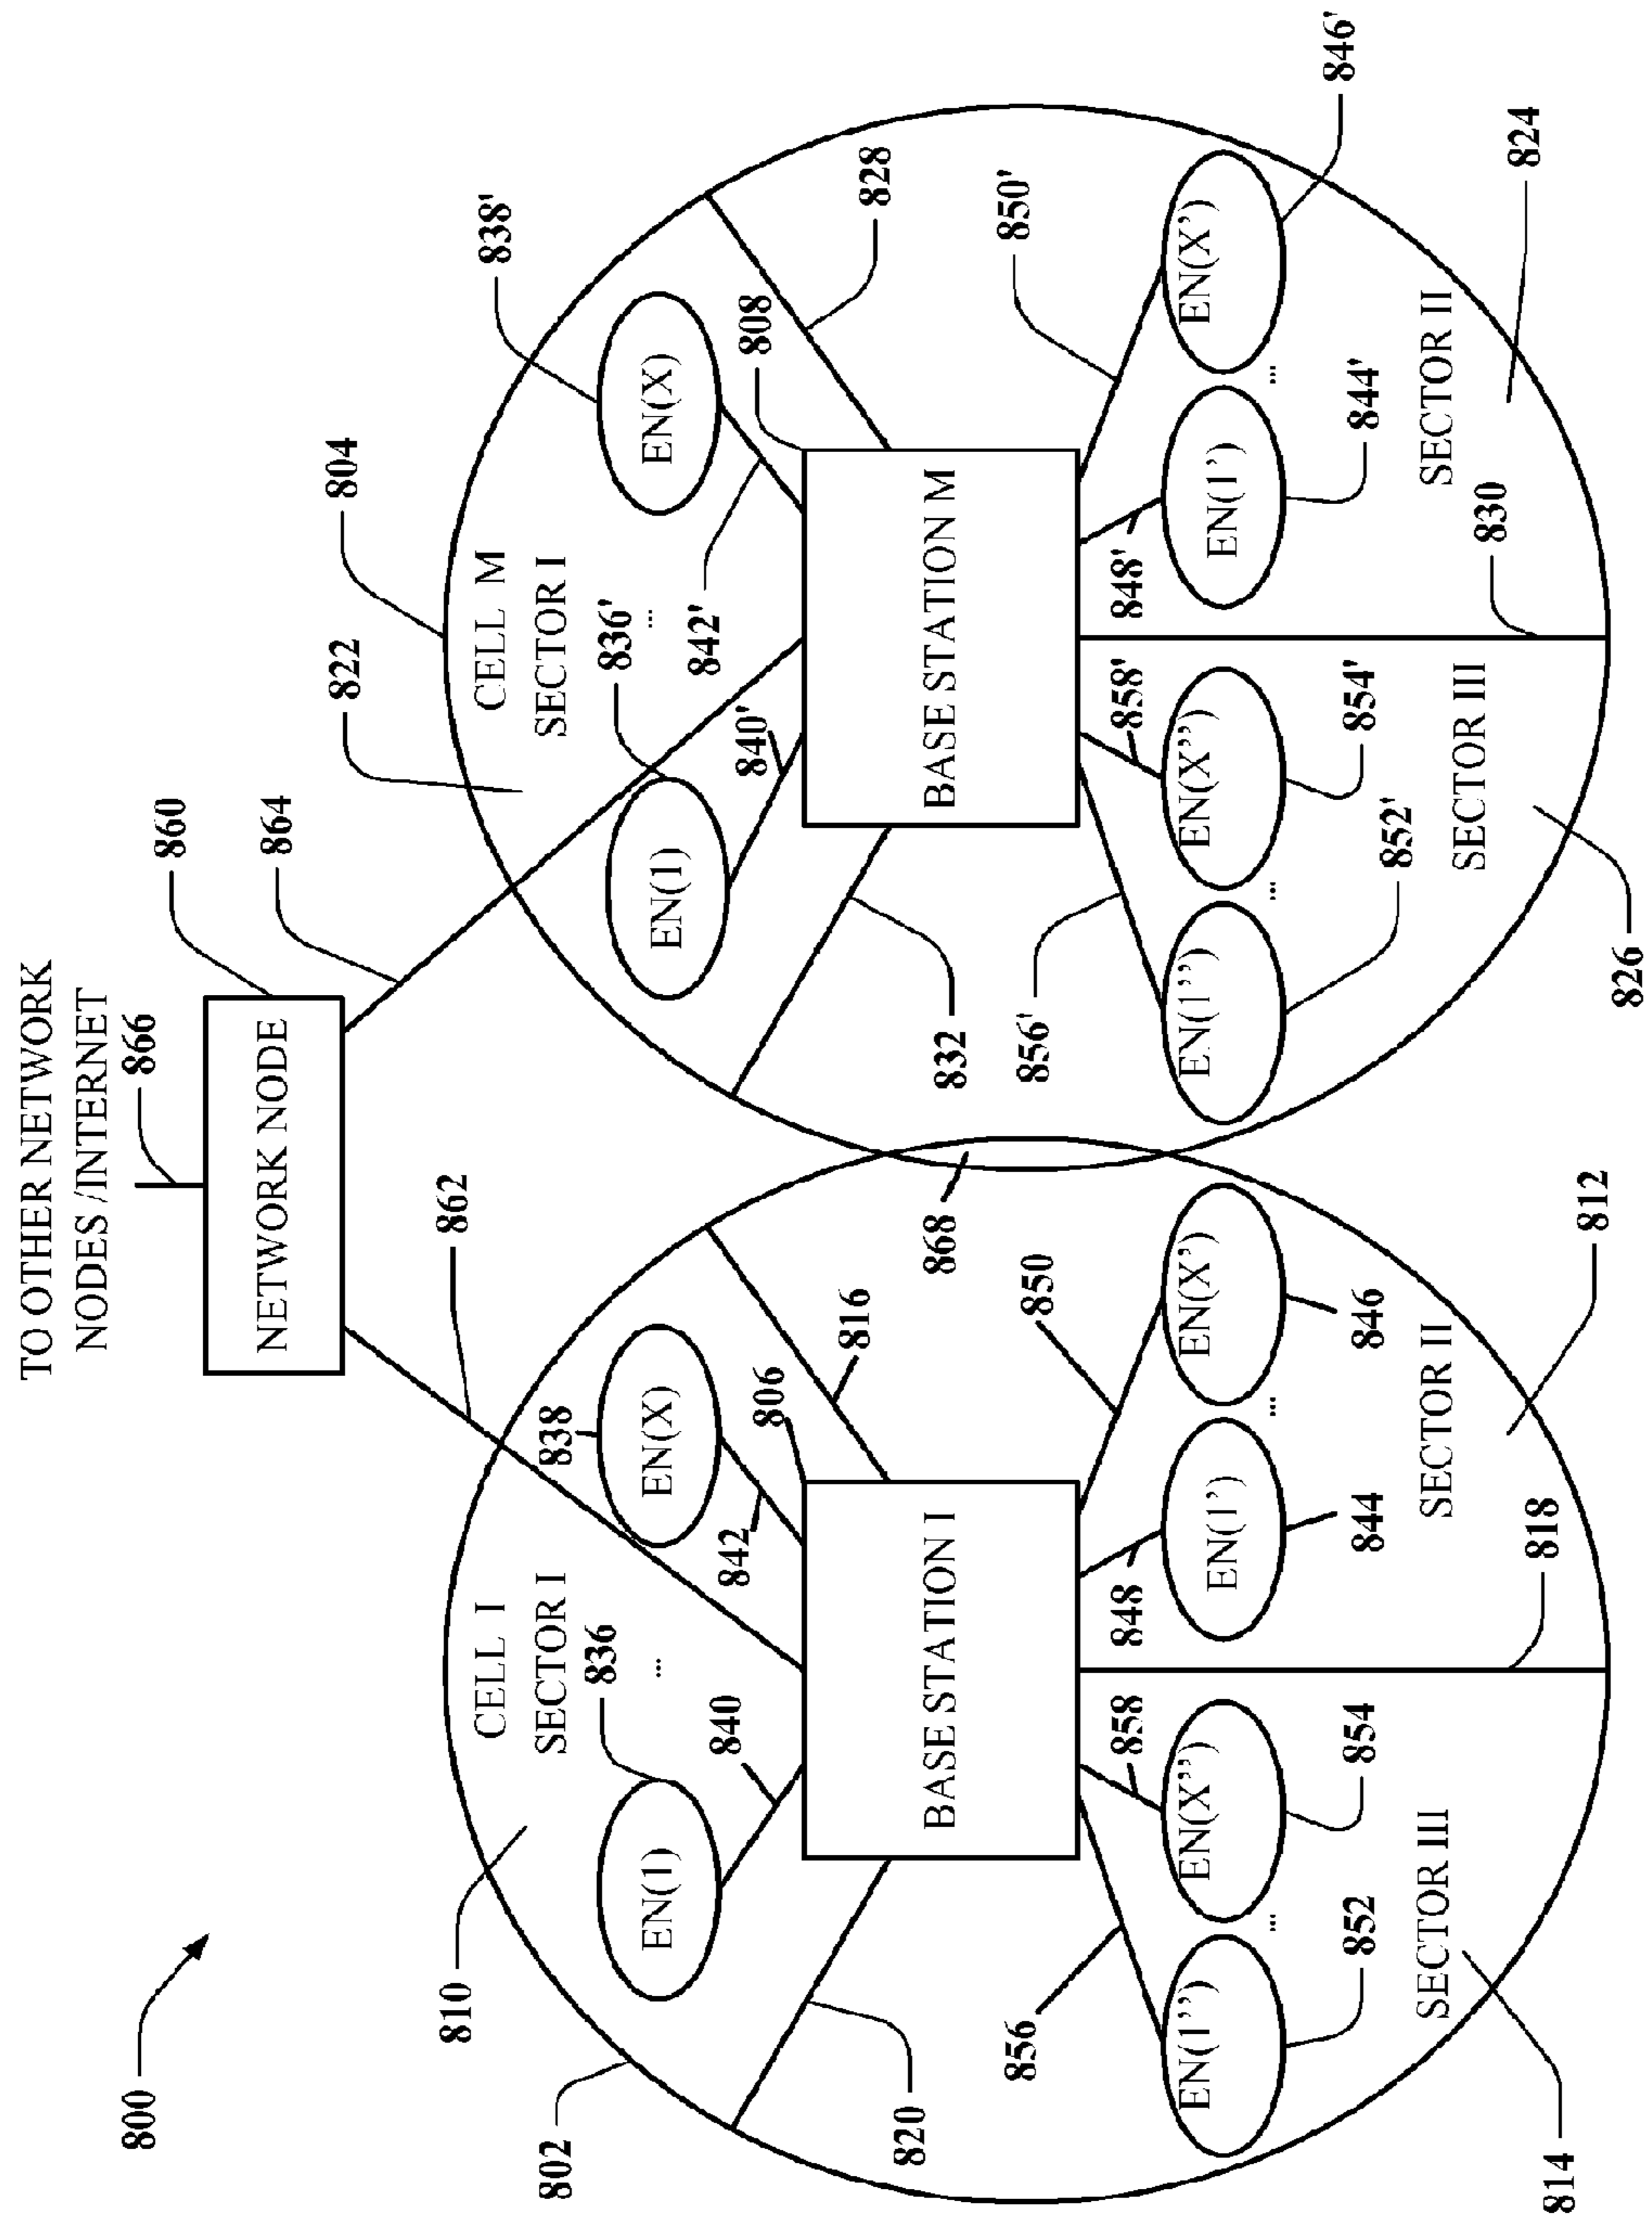 TO OTHER NETWORK
NODES /INTERNET
866
NETWORK NODE
860
862
864
800
802
810
CELL I
SECTOR I
836
...
838
EN(1)
EN(X)
840
842
806
816
820
BASE STATION I
856
858
848
850
868
EN(1'')
...
EN(X'')
EN(1')
...
EN(X')
852
854
844
846
SECTOR III
SECTOR II
814
818
812
804
822
CELL M
SECTOR I
836'
...
838'
EN(1)
EN(X)
840'
842'
808
828
832
BASE STATION M
856'
858'
848'
850'
EN(1'')
...
EN(X'')
EN(1')
...
EN(X')
852'
854'
844'
846'
SECTOR III
SECTOR II
826
830
824